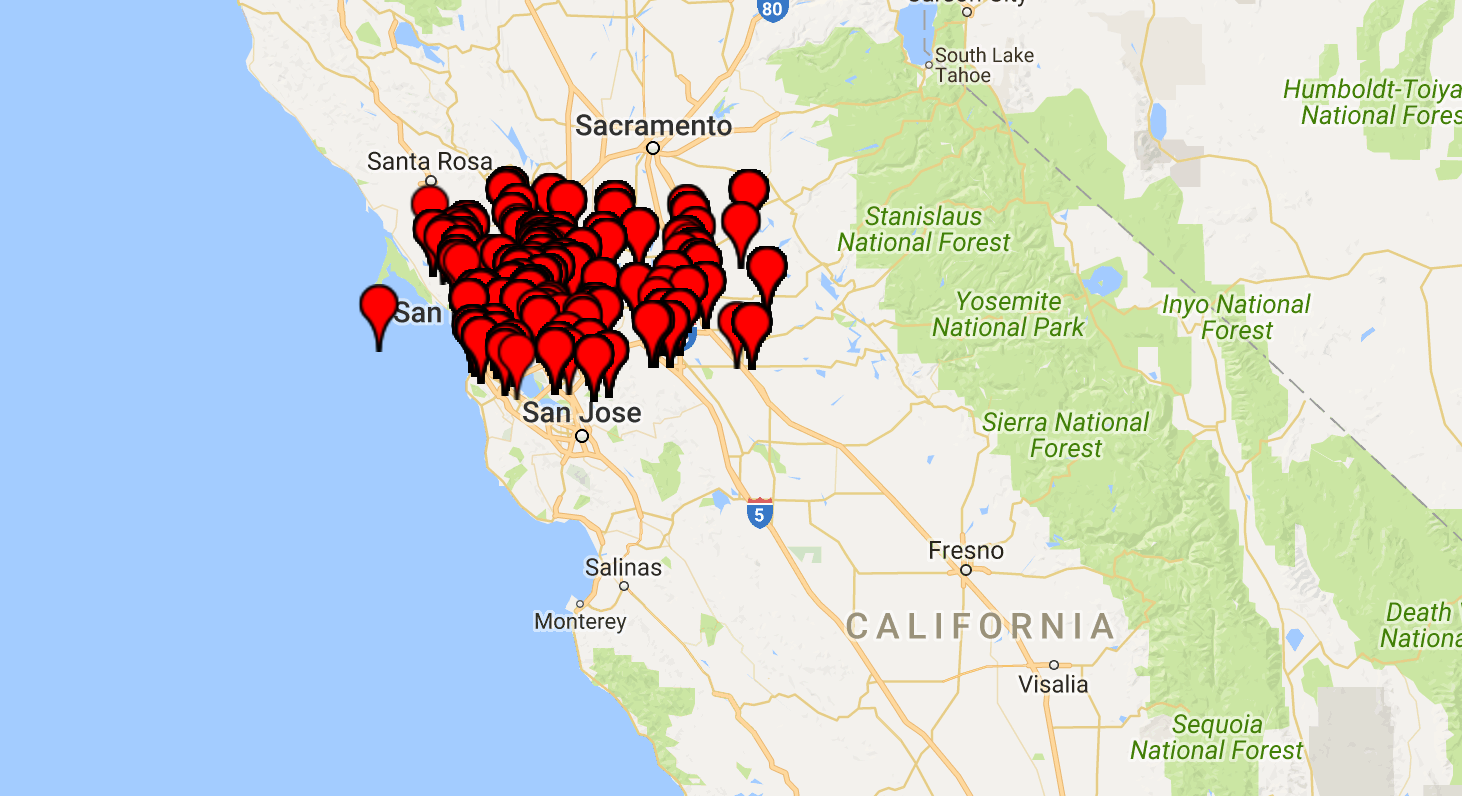 80
South Lake
Tahoe
Humboldt-Toiya
National Fores
Sacramento
Santa Rosa
Stanislaus
National Forest
San
Yosemite
National Park
Inyo National
Forest
San Jose
Sierra National
Forest
5
Fresno
Salinas
Monterey
CALIFORNIA
Death
Nationa
Visalia
Sequoia
National Forest